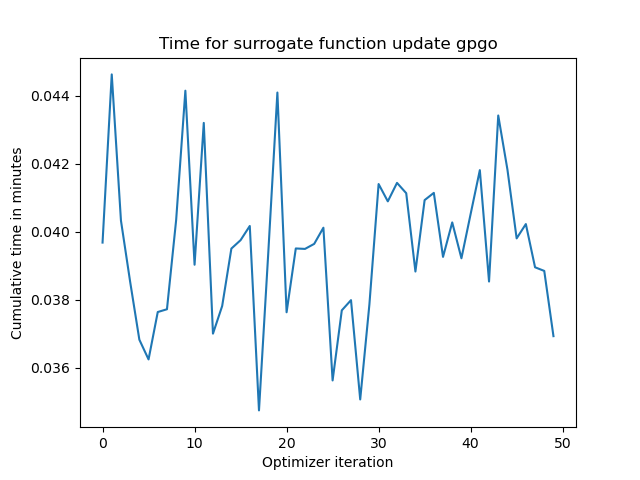 Time for surrogate function update gpgo
Cumulative time in minutes
0.044
0.042
0.040
0.038
0.036
0 10 20 30 40 50
Optimizer iteration